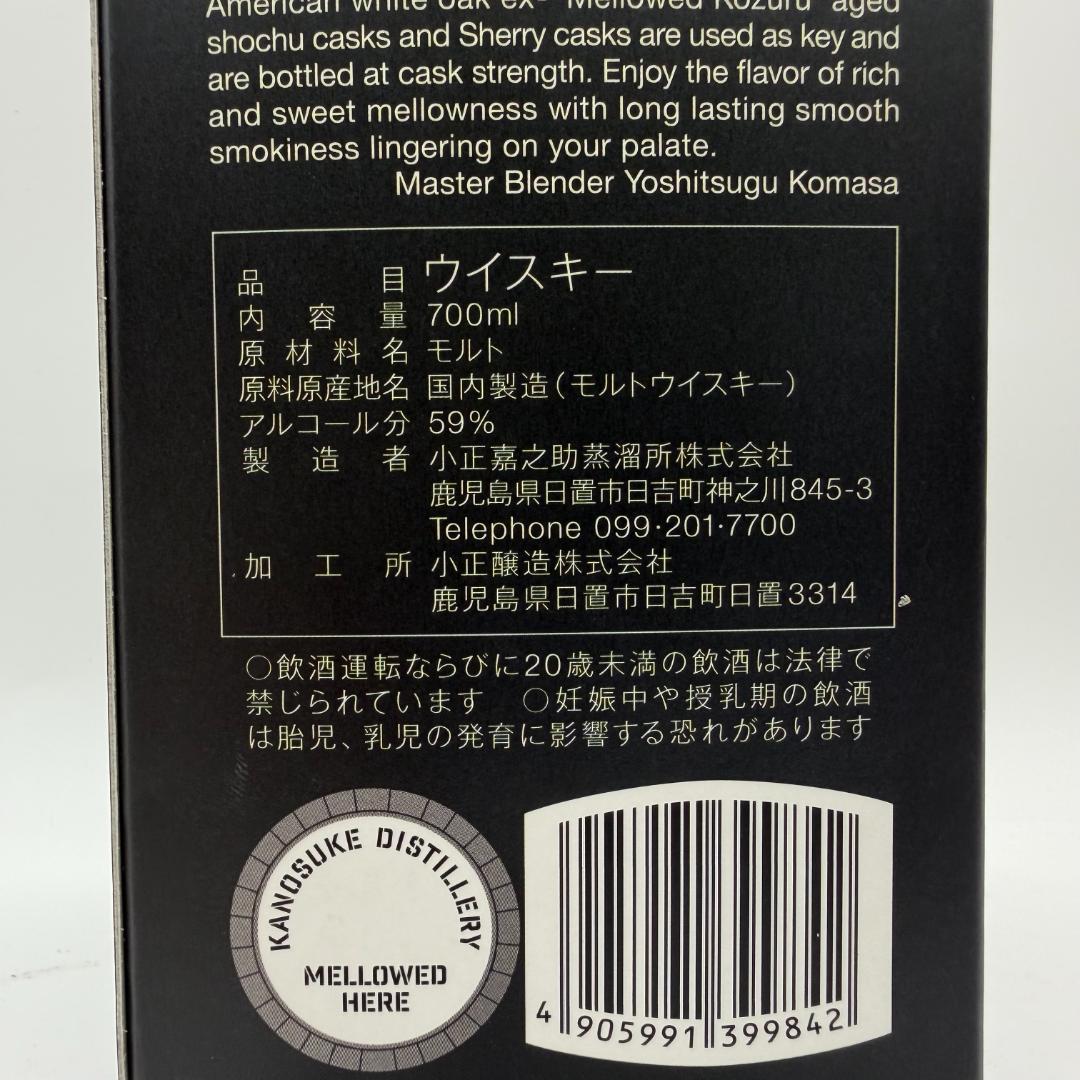 American white oak ex- "Mellowed Kozuru" aged
shochu casks and Sherry casks are used as key and
are bottled at cask strength. Enjoy the flavor of rich
and sweet mellowness with long lasting smooth
smokiness lingering on your palate.
Master Blender Yoshitsugu Komasa
品目 ウイスキー
内容量 700ml
原材料名 モルト
原料原産地名 国内製造(モルトウイスキー)
アルコール分 59%
製造者 小正嘉之助蒸溜所株式会社
鹿児島県日置市日吉町神之川845-3
Telephone 099·201·7700
加工所 小正醸造株式会社
鹿児島県日置市日吉町日置3314
○飲酒運転ならびに20歳未満の飲酒は法律で
禁じられています ○妊娠中や授乳期の飲酒
は胎児、乳児の発育に影響する恐れがあります
KANOSUKE DISTILLERY
MELLOWED
HERE
4 905991 399842